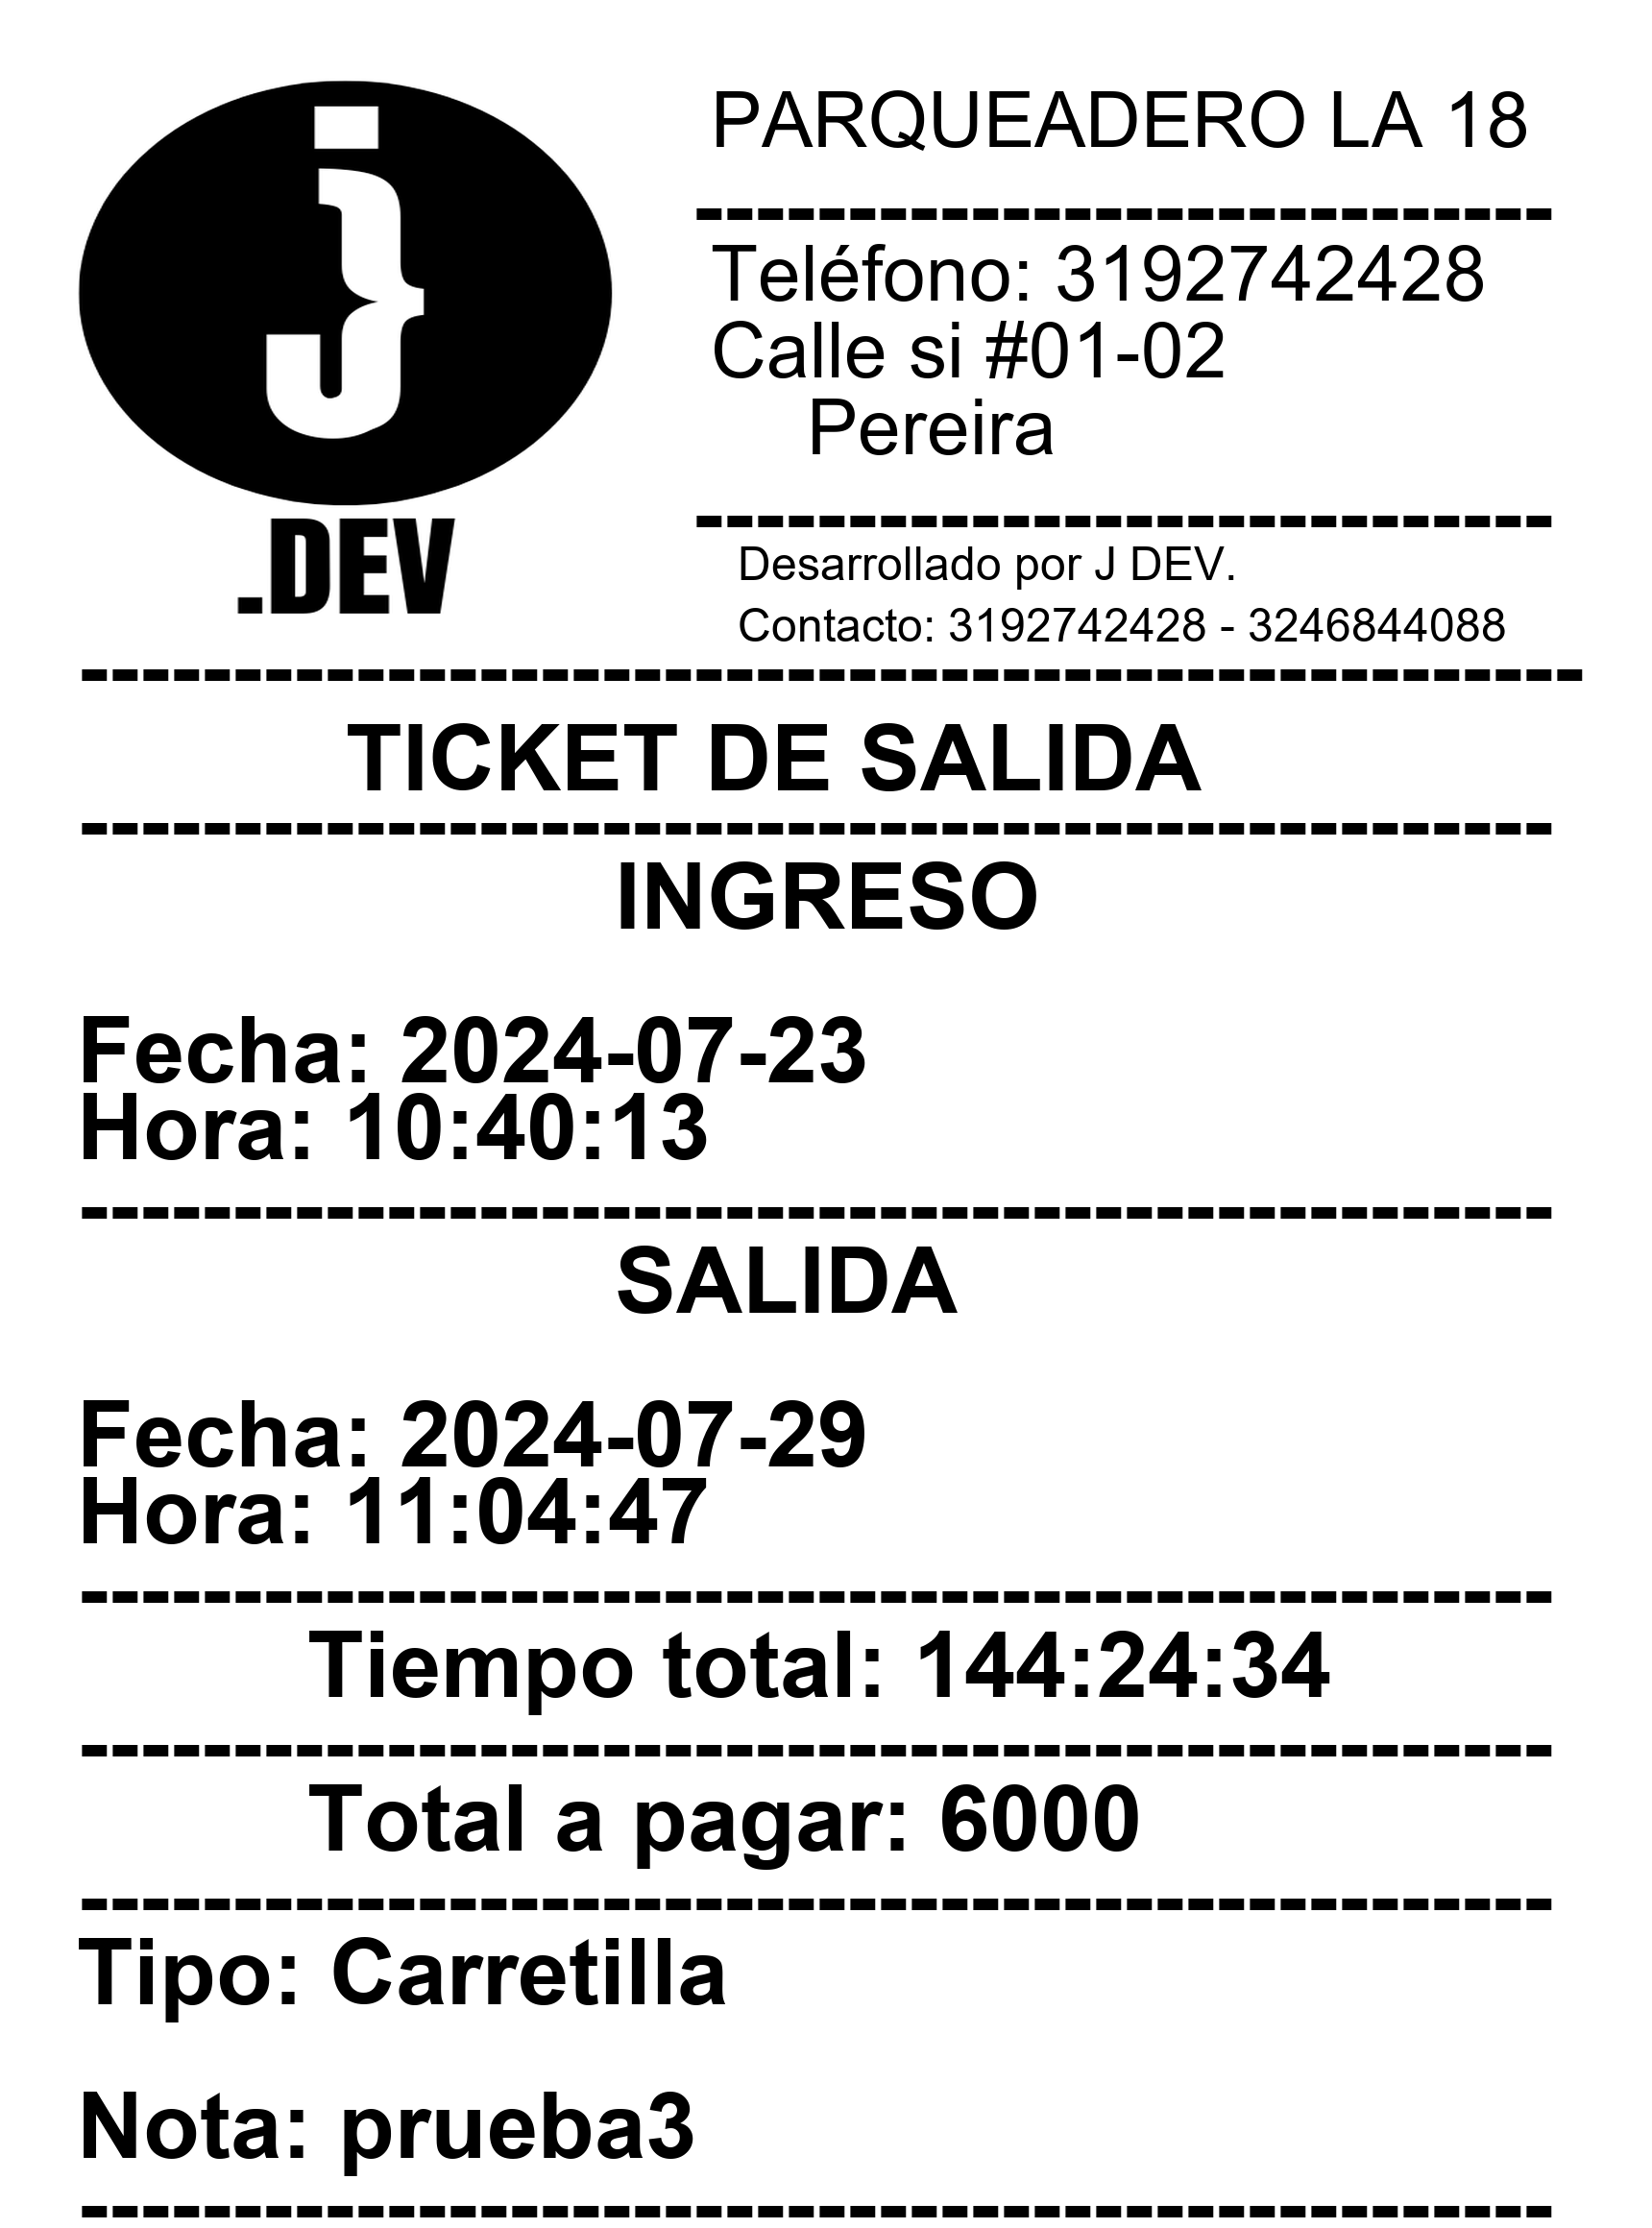 j
.DEV
PARQUEADERO LA 18
----------------------------
Teléfono: 3192742428
Calle si #01-02
Pereira
----------------------------
Desarrollado por J DEV.
Contacto: 3192742428 - 3246844088
-------------------------------------------------
TICKET DE SALIDA
------------------------------------------------
INGRESO
Fecha: 2024-07-23
Hora: 10:40:13
------------------------------------------------
SALIDA
Fecha: 2024-07-29
Hora: 11:04:47
------------------------------------------------
Tiempo total: 144:24:34
------------------------------------------------
Total a pagar: 6000
------------------------------------------------
Tipo: Carretilla
Nota: prueba3
------------------------------------------------